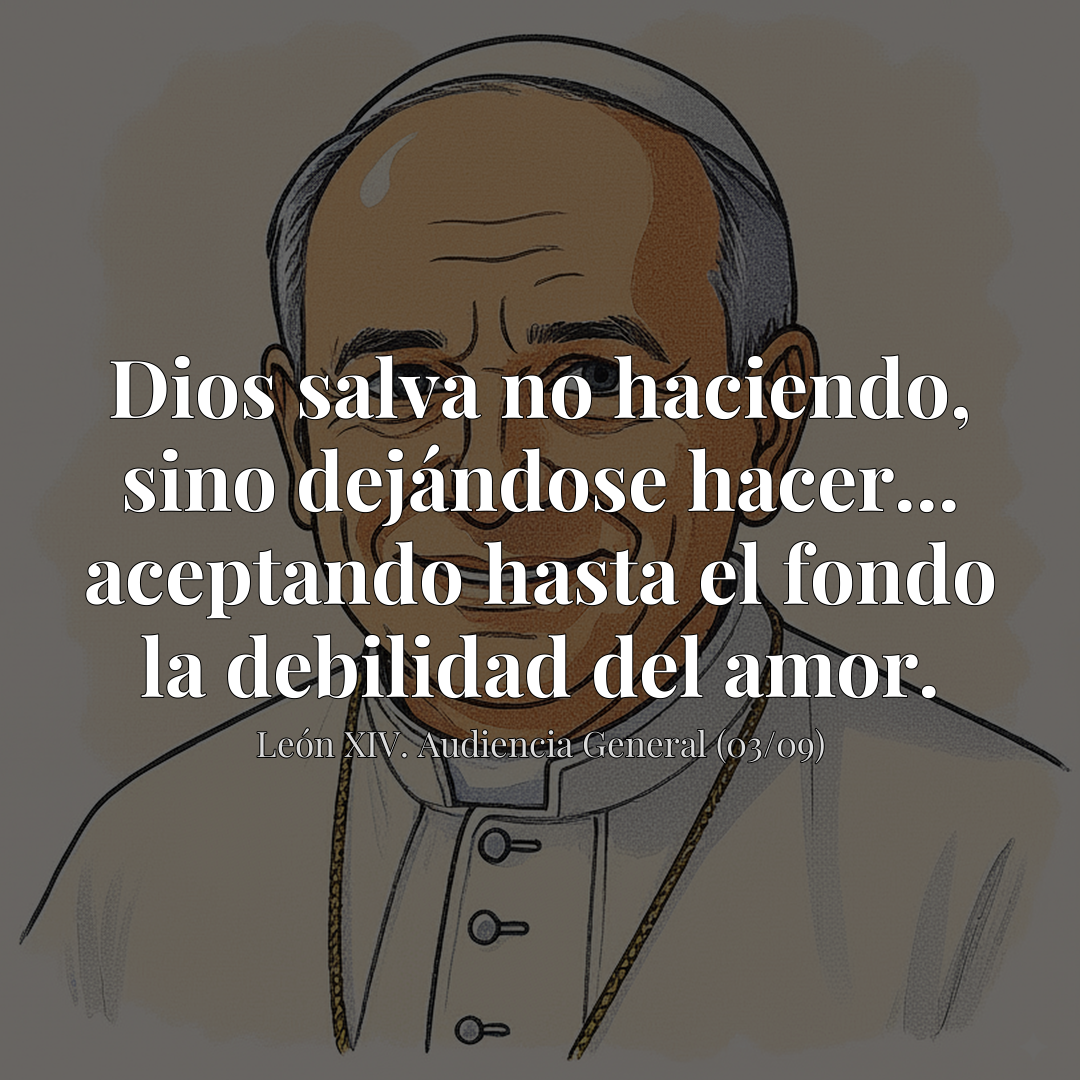 Dios salva no haciendo,
sino dejándose hacer...
aceptando hasta el fondo
la debilidad del amor.
León XIV. Audiencia General (03/09)